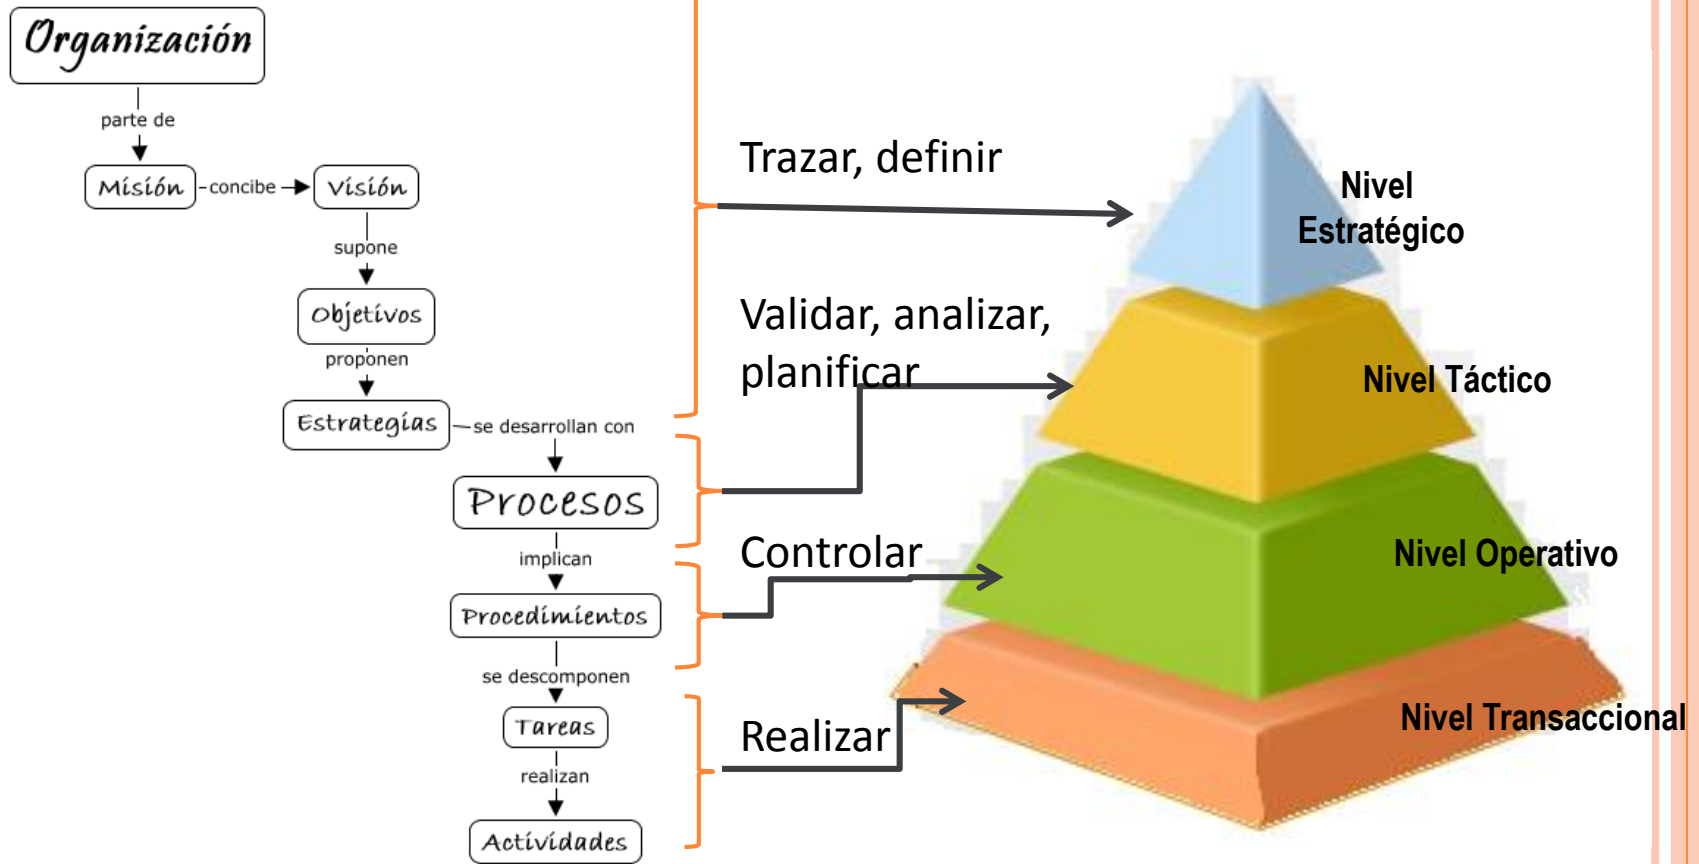 Organización
parte de
Misión
concibe
Visión
supone
Objetivos
proponen
Estrategias
se desarrollan con
Procesos
implican
Procedimientos
se descomponen
Tareas
realizan
Actividades
Trazar, definir
Validar, analizar,
planificar
Controlar
Realizar
Nivel
Estratégico
Nivel Táctico
Nivel Operativo
Nivel Transaccional